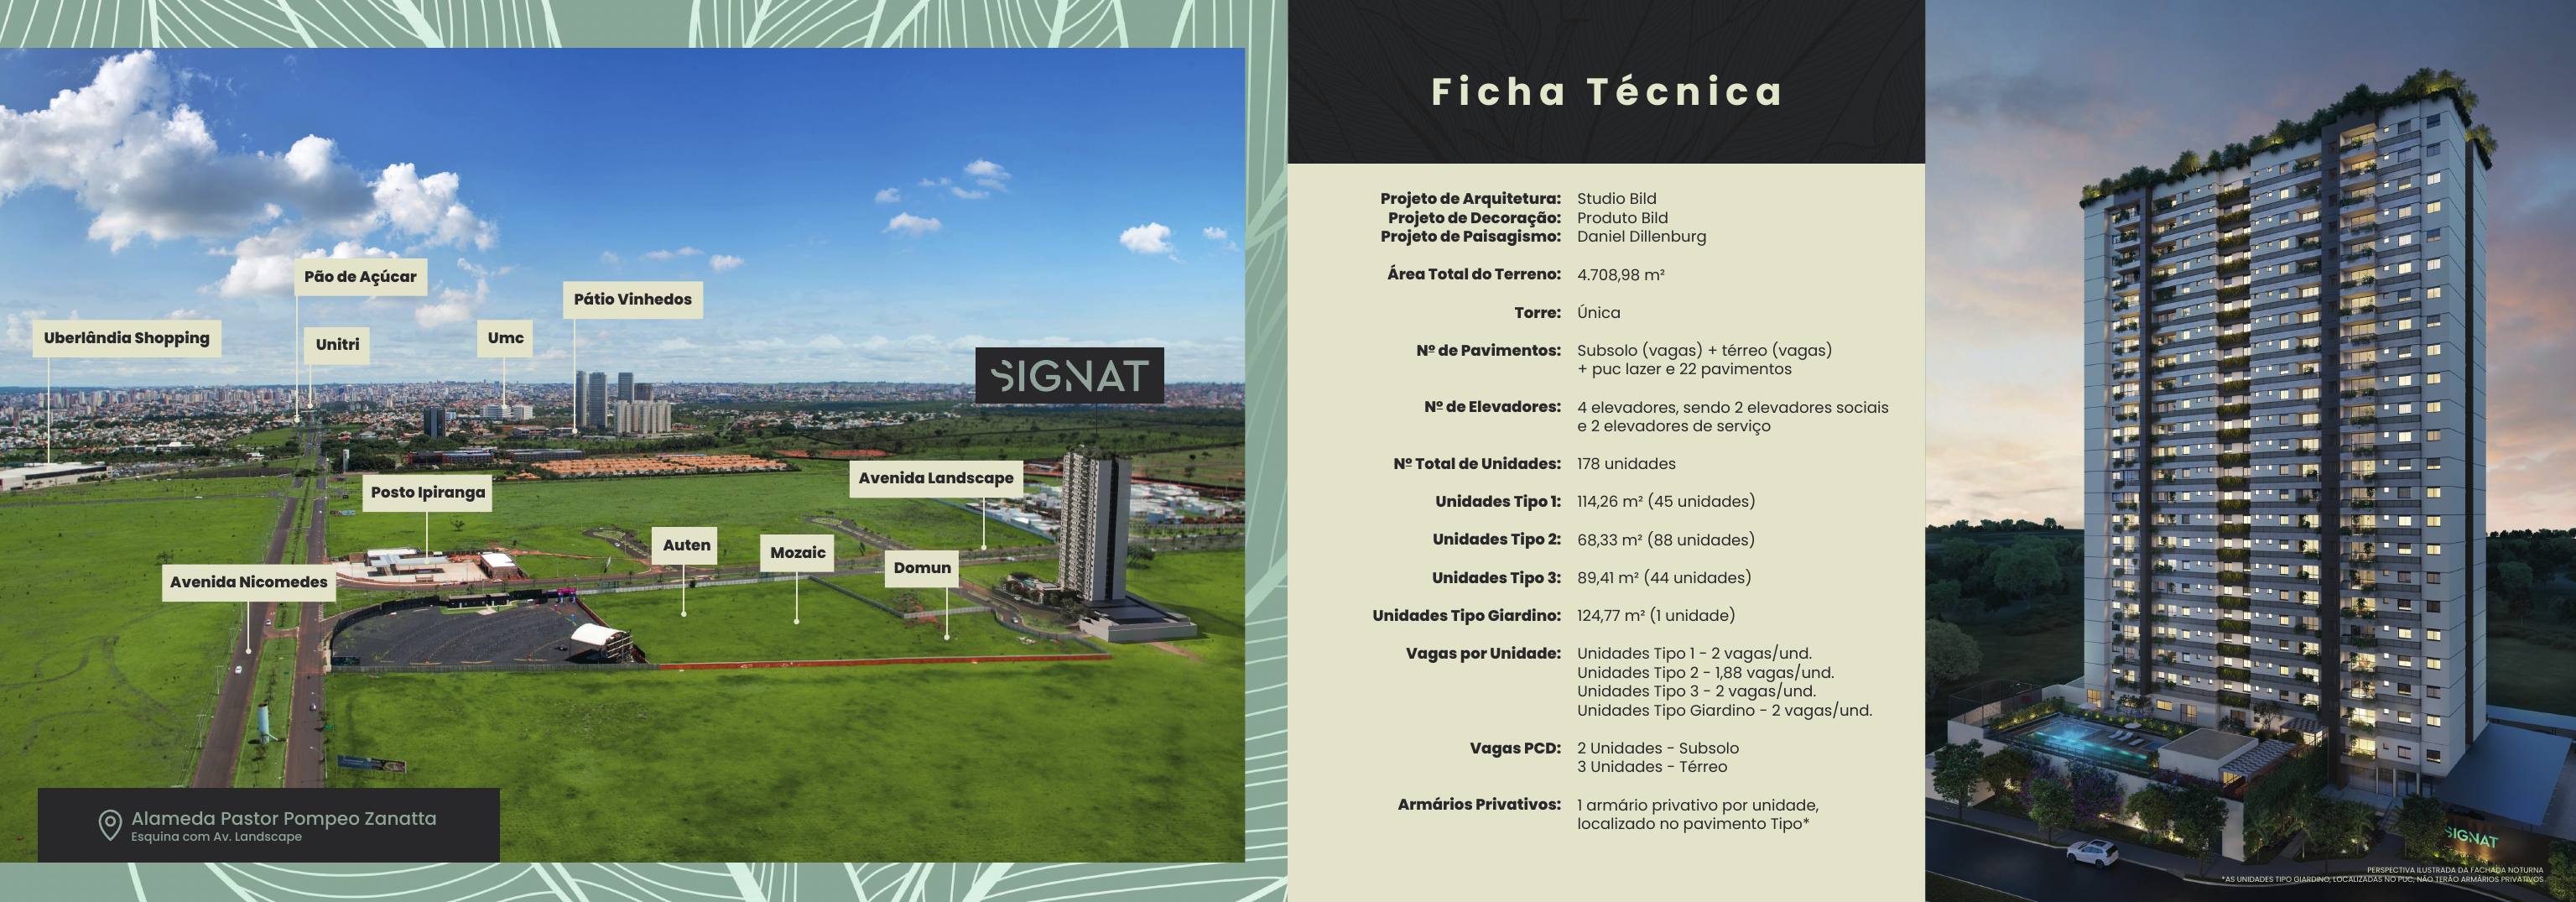 Pão de Açúcar
Pátio Vinhedos
Uberlândia Shopping
Unitri
Umc
SIGNAT
Avenida Landscape
Posto Ipiranga
Auten
Mozaic
Domun
Avenida Nicomedes
Alameda Pastor Pompeo Zanatta
Esquina com Av. Landscape
Ficha Técnica
Projeto de Arquitetura: Studio Bild
Projeto de Decoração: Produto Bild
Projeto de Paisagismo: Daniel Dillenburg
Área Total do Terreno: 4.708,98 m²
Torre: Única
Nº de Pavimentos: Subsolo (vagas) + térreo (vagas)
+ puc lazer e 22 pavimentos
Nº de Elevadores: 4 elevadores, sendo 2 elevadores sociais
e 2 elevadores de serviço
Nº Total de Unidades: 178 unidades
Unidades Tipo 1: 114,26 m² (45 unidades)
Unidades Tipo 2: 68,33 m² (88 unidades)
Unidades Tipo 3: 89,41 m² (44 unidades)
Unidades Tipo Giardino: 124,77 m² (1 unidade)
Vagas por Unidade: Unidades Tipo 1 - 2 vagas/und.
Unidades Tipo 2 - 1,88 vagas/und.
Unidades Tipo 3 - 2 vagas/und.
Unidades Tipo Giardino - 2 vagas/und.
Vagas PCD: 2 Unidades - Subsolo
3 Unidades - Térreo
Armários Privativos: 1 armário privativo por unidade,
localizado no pavimento Tipo*
SIGNAT
PERSPECTIVA ILUSTRADA DA FACHADA NOTURNA
*AS UNIDADES TIPO GIARDINO, LOCALIZADAS NO PUC, NÃO TERÃO ARMÁRIOS PRIVATIVOS